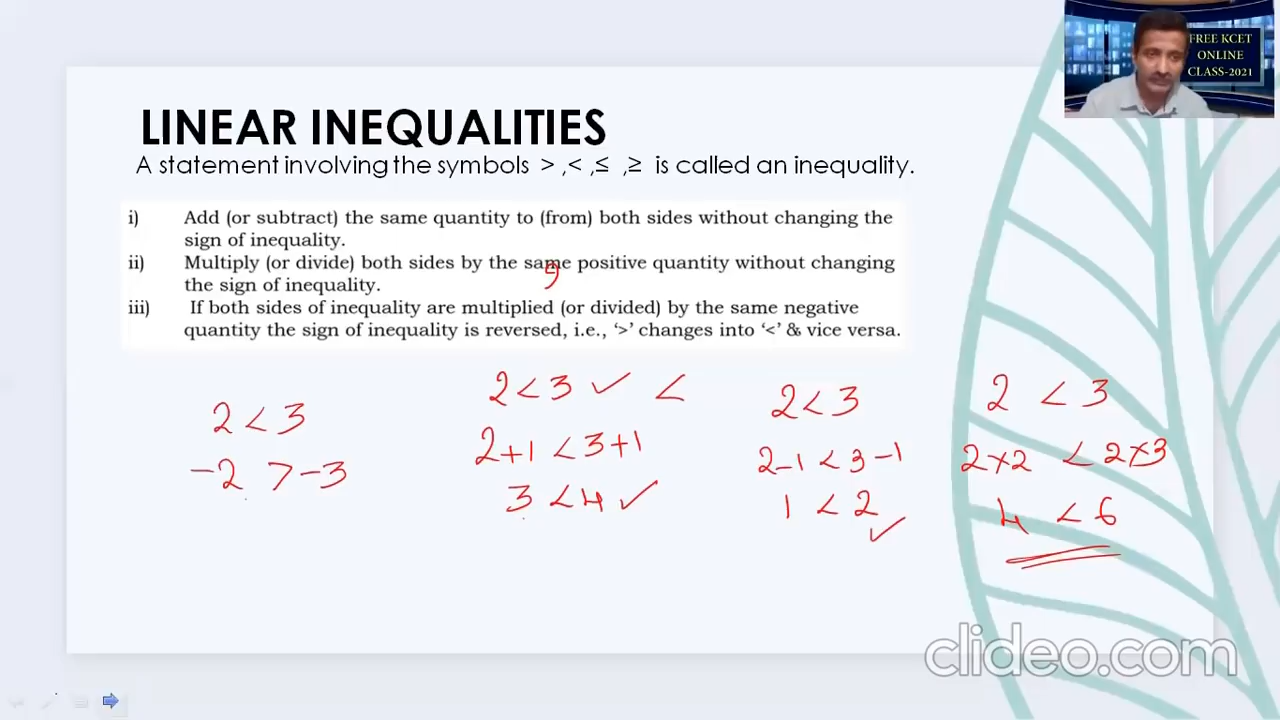 FREE KCET
ONLINE
CLASS-2021
LINEAR INEQUALITIES
A statement involving the symbols > ,< ,≤ ,≥ is called an inequality.
i) Add (or subtract) the same quantity to (from) both sides without changing the
sign of inequality.
ii) Multiply (or divide) both sides by the same positive quantity without changing
the sign of inequality.
iii) If both sides of inequality are multiplied (or divided) by the same negative
quantity the sign of inequality is reversed, i.e., '>' changes into '<' & vice versa.
2 < 3
-2 > -3
2 < 3 ✓ <
2+1 < 3+1
3 < 4 ✓
2 < 3
2-1 < 3-1
1 < 2
✓
2 < 3
2×2 < 2×3
4 < 6
clideo.com